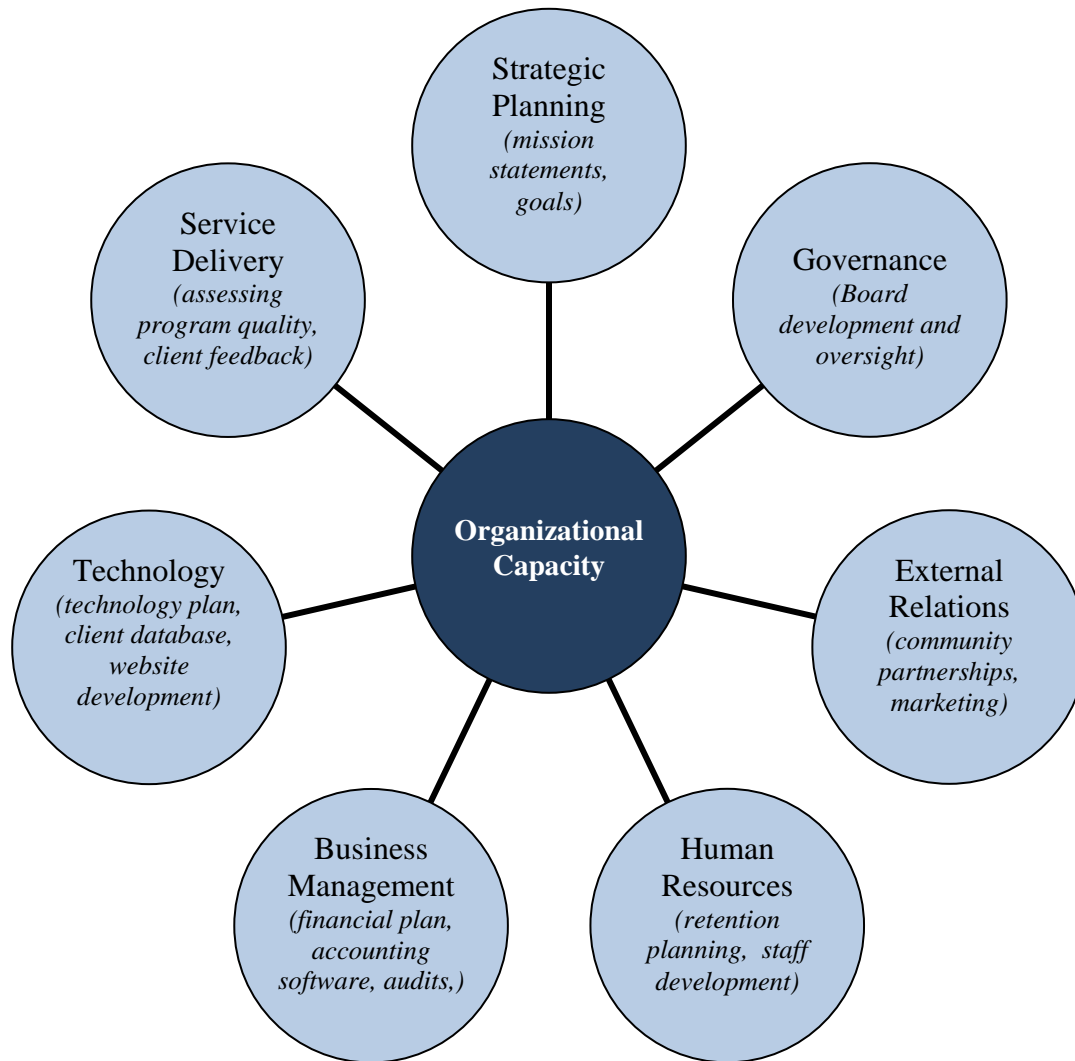 Strategic
Planning
(mission
statements,
goals)
Governance
(Board
development and
oversight)
External
Relations
(community
partnerships,
marketing)
Human
Resources
(retention
planning,  staff
development)
Business
Management
(financial plan,
accounting
software, audits,)
Technology
(technology plan,
client database,
website
development)
Service
Delivery
(assessing
program quality,
client feedback)
Organizational
Capacity